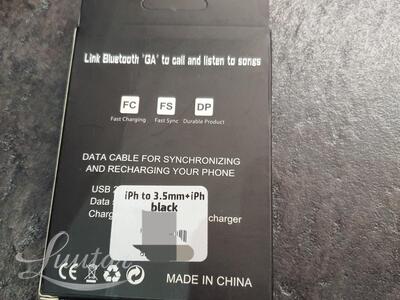 Link Bluetooth 'GA' to call and listen to songs
FC FS DP
Fast Charging Fast Sync Durable Product
DATA CABLE FOR SYNCHRONIZING
AND RECHARGING YOUR PHONE
USB
iPh to 3.5mm+iPh
Data
black
charger
CE
MADE IN CHINA
Luutar